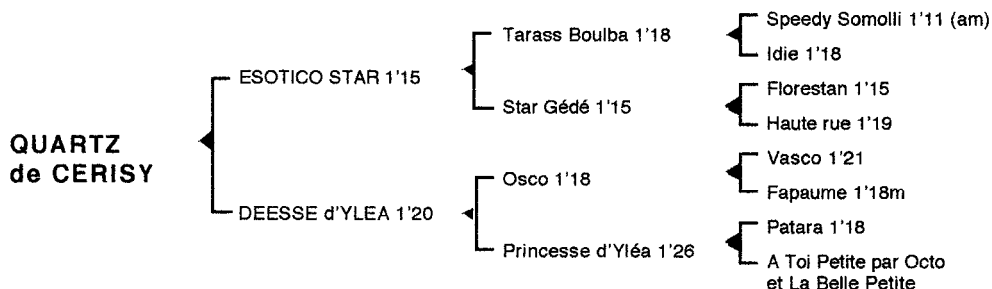 Speedy Somolli 1'11 (am)
Tarass Boulba 1'18
Idie 1'18
ESOTICO STAR 1'15
Florestan 1'15
Star Gédé 1'15
Haute rue 1'19
QUARTZ
de CERISY
Vasco 1'21
Osco 1'18
Fapaume 1'18m
DEESSE d'YLEA 1'20
Patara 1'18
Princesse d'Yléa 1'26
A Toi Petite par Octo
et La Belle Petite